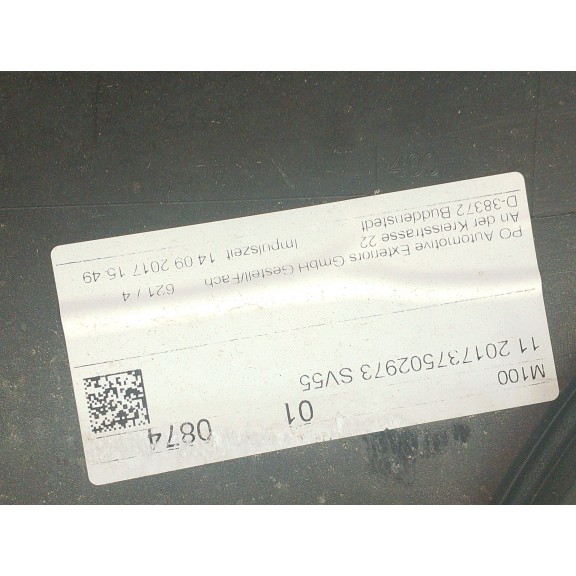 0874
01
M100
11 201737502973 SV55
PO Automotive Exteriors GmbH Gestell/Fach 621 / 4
An der Kreisstrasse 22
D-38372 Buddenstedt
Impulszeit 14 09 2017 15 49